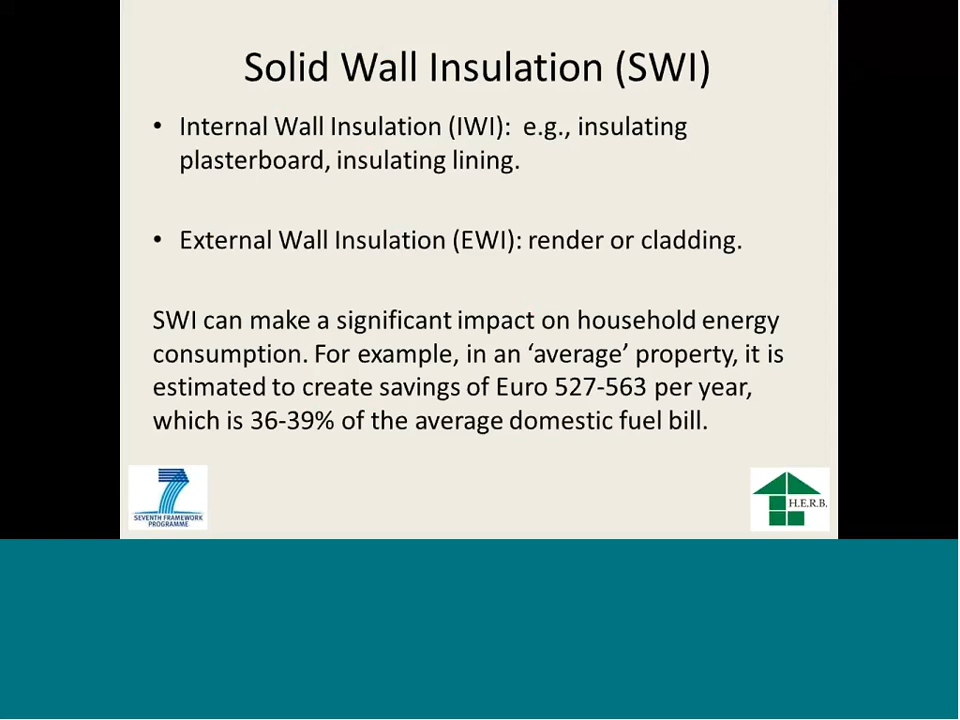 Solid Wall Insulation (SWI)
• Internal Wall Insulation (IWI):  e.g., insulating
plasterboard, insulating lining.
• External Wall Insulation (EWI): render or cladding.
SWI can make a significant impact on household energy
consumption. For example, in an ‘average’ property, it is
estimated to create savings of Euro 527-563 per year,
which is 36-39% of the average domestic fuel bill.
SEVENTH FRAMEWORK
PROGRAMME
H.E.R.B.